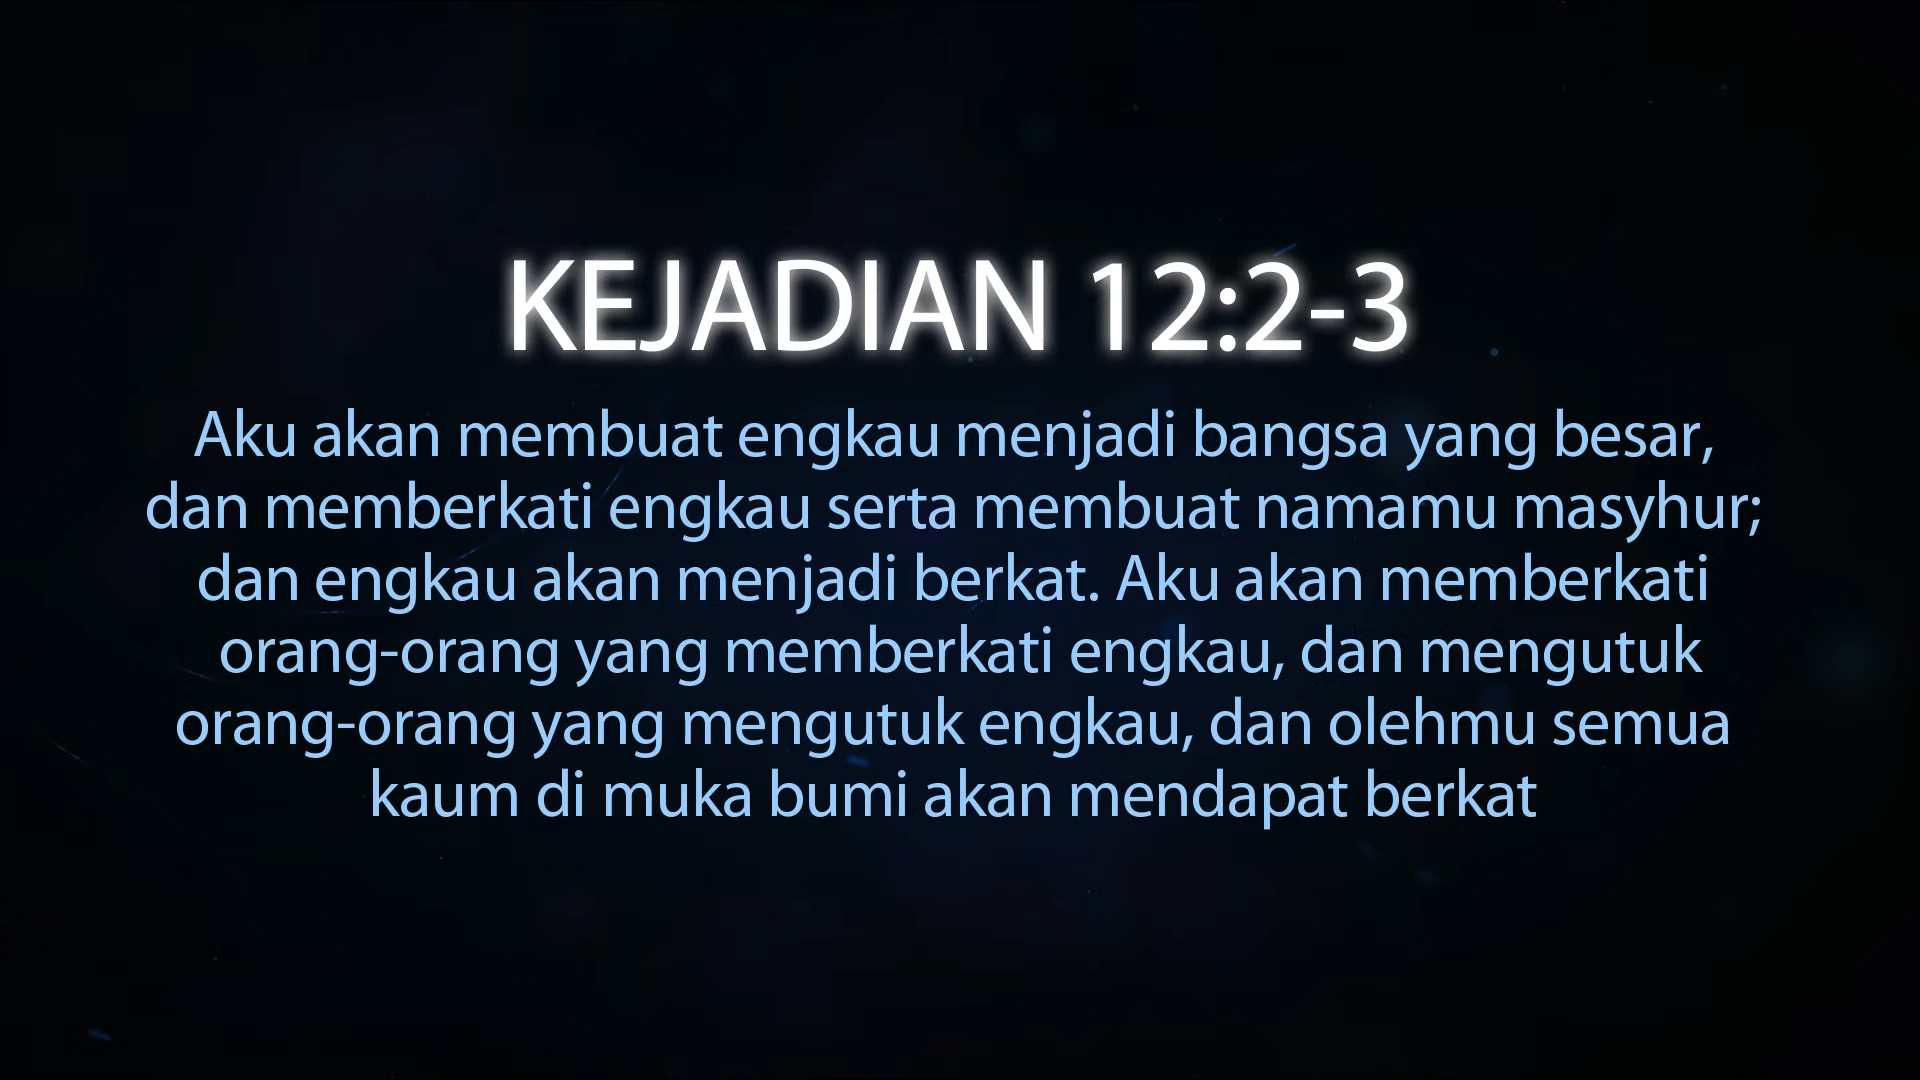 KEJADIAN 12:2-3
Aku akan membuat engkau menjadi bangsa yang besar,
dan memberkati engkau serta membuat namamu masyhur;
dan engkau akan menjadi berkat. Aku akan memberkati
orang-orang yang memberkati engkau, dan mengutuk
orang-orang yang mengutuk engkau, dan olehmu semua
kaum di muka bumi akan mendapat berkat